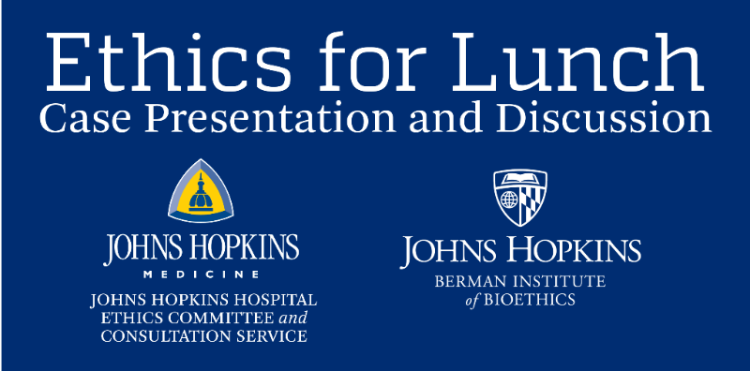 Ethics for Lunch
Case Presentation and Discussion
JOHNS HOPKINS
MEDICINE
JOHNS HOPKINS HOSPITAL
ETHICS COMMITTEE and
CONSULTATION SERVICE
JOHNS HOPKINS
BERMAN INSTITUTE
of BIOETHICS